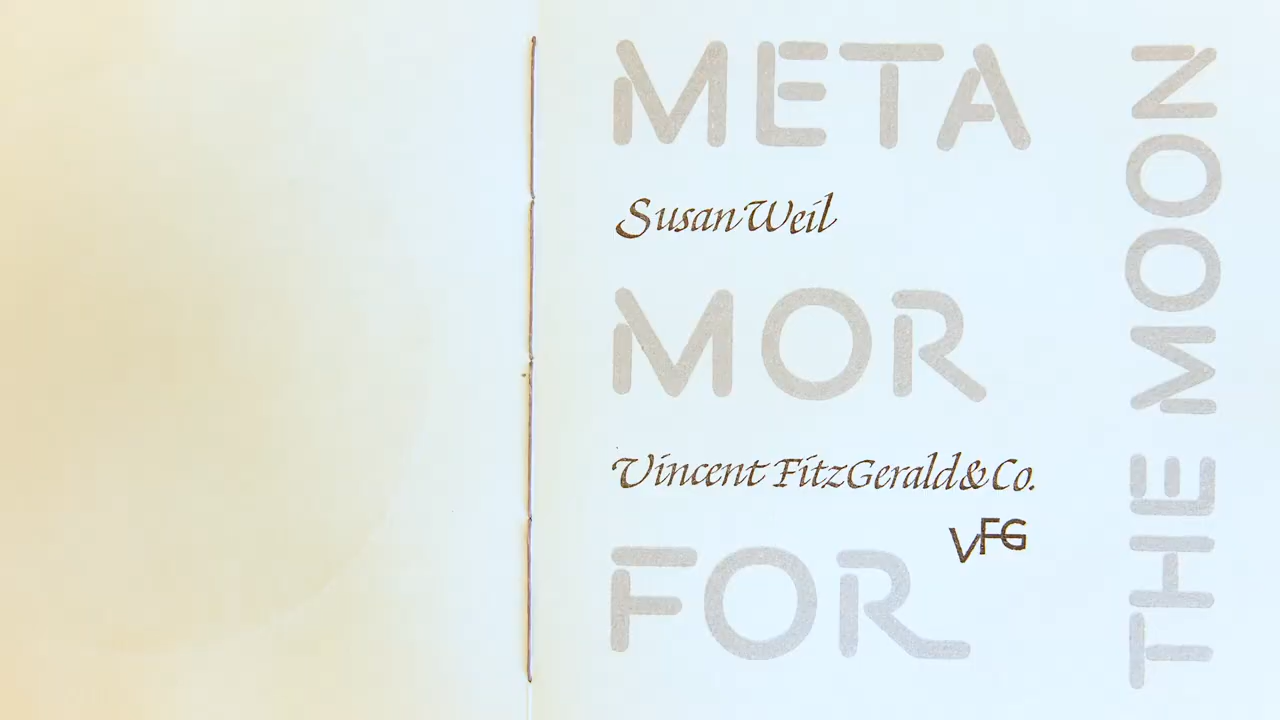 META
Susan Weil
MOR
Vincent FitzGerald & Co.
VFG
FOR
THE MOON